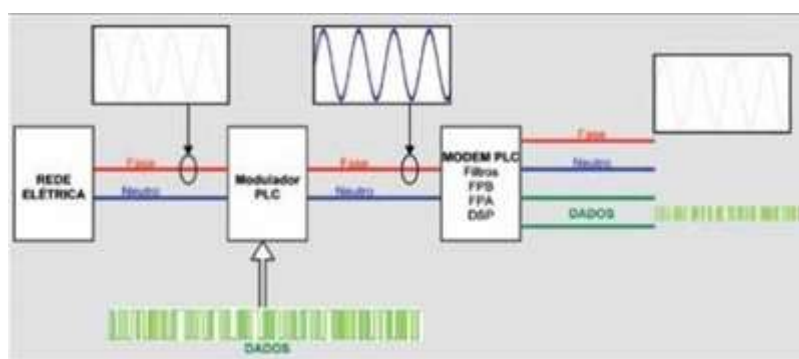 REDE
ELÉTRICA
Fase
Neutro
Modulador
PLC
Fase
Neutro
MODEM PLC
Filtros
FPB
FPA
DSP
Fase
Neutro
DADOS
DADOS